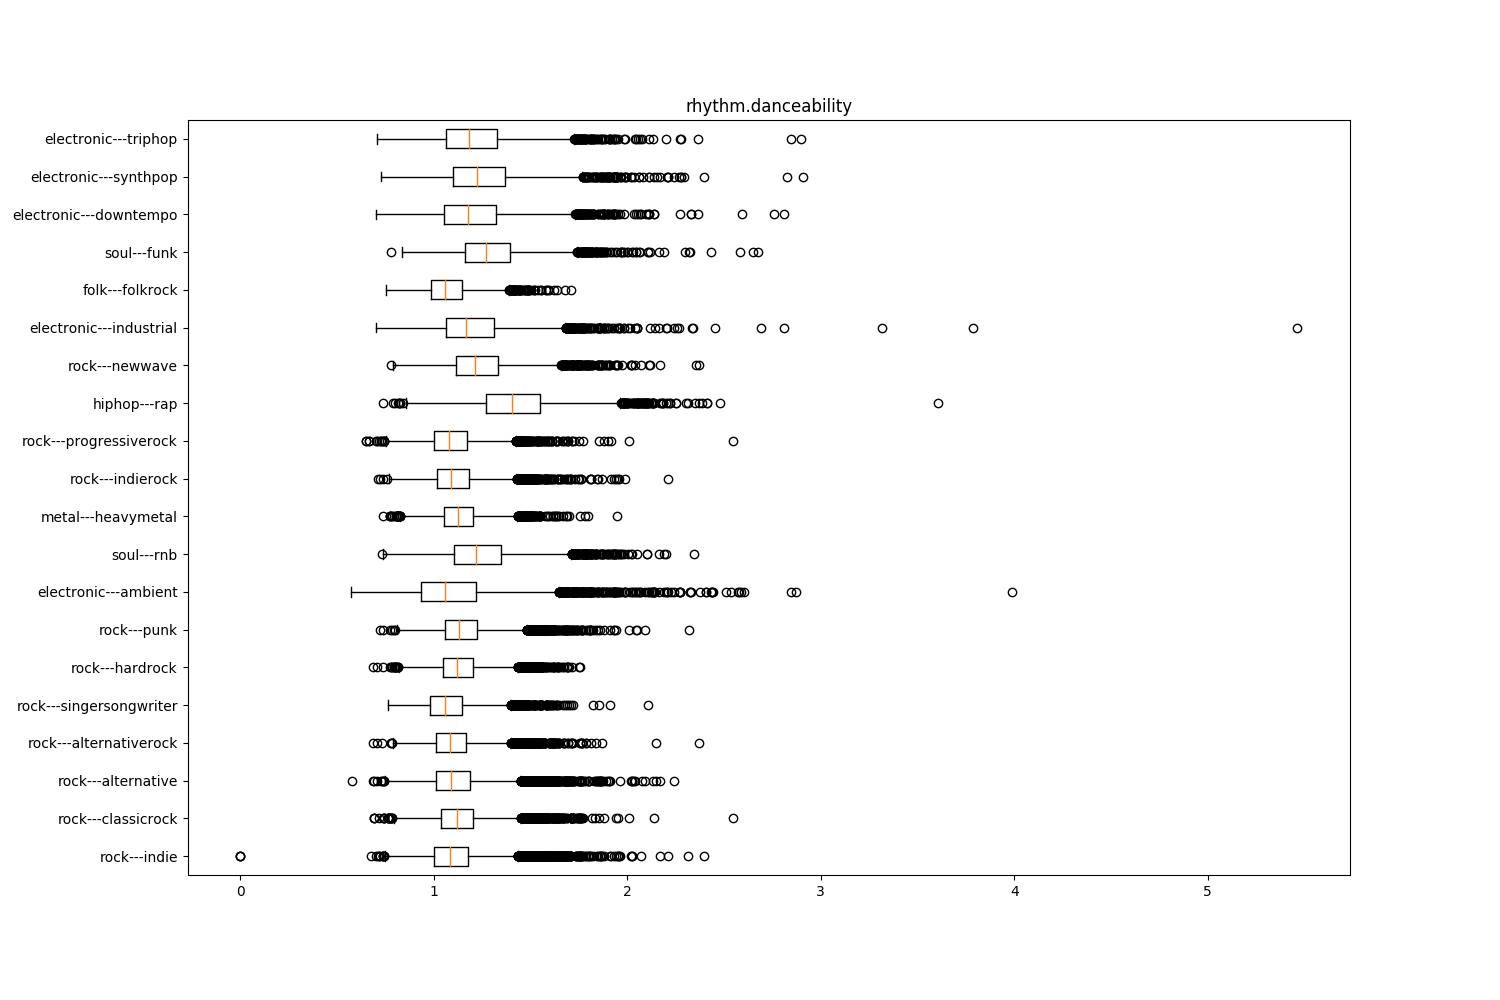 rhythm.danceability
electronic---triphop
electronic---synthpop
electronic---downtempo
soul---funk
folk---folkrock
electronic---industrial
rock---newwave
hiphop---rap
rock---progressiverock
rock---indierock
metal---heavymetal
soul---rnb
electronic---ambient
rock---punk
rock---hardrock
rock---singersongwriter
rock---alternativerock
rock---alternative
rock---classicrock
rock---indie
0 1 2 3 4 5